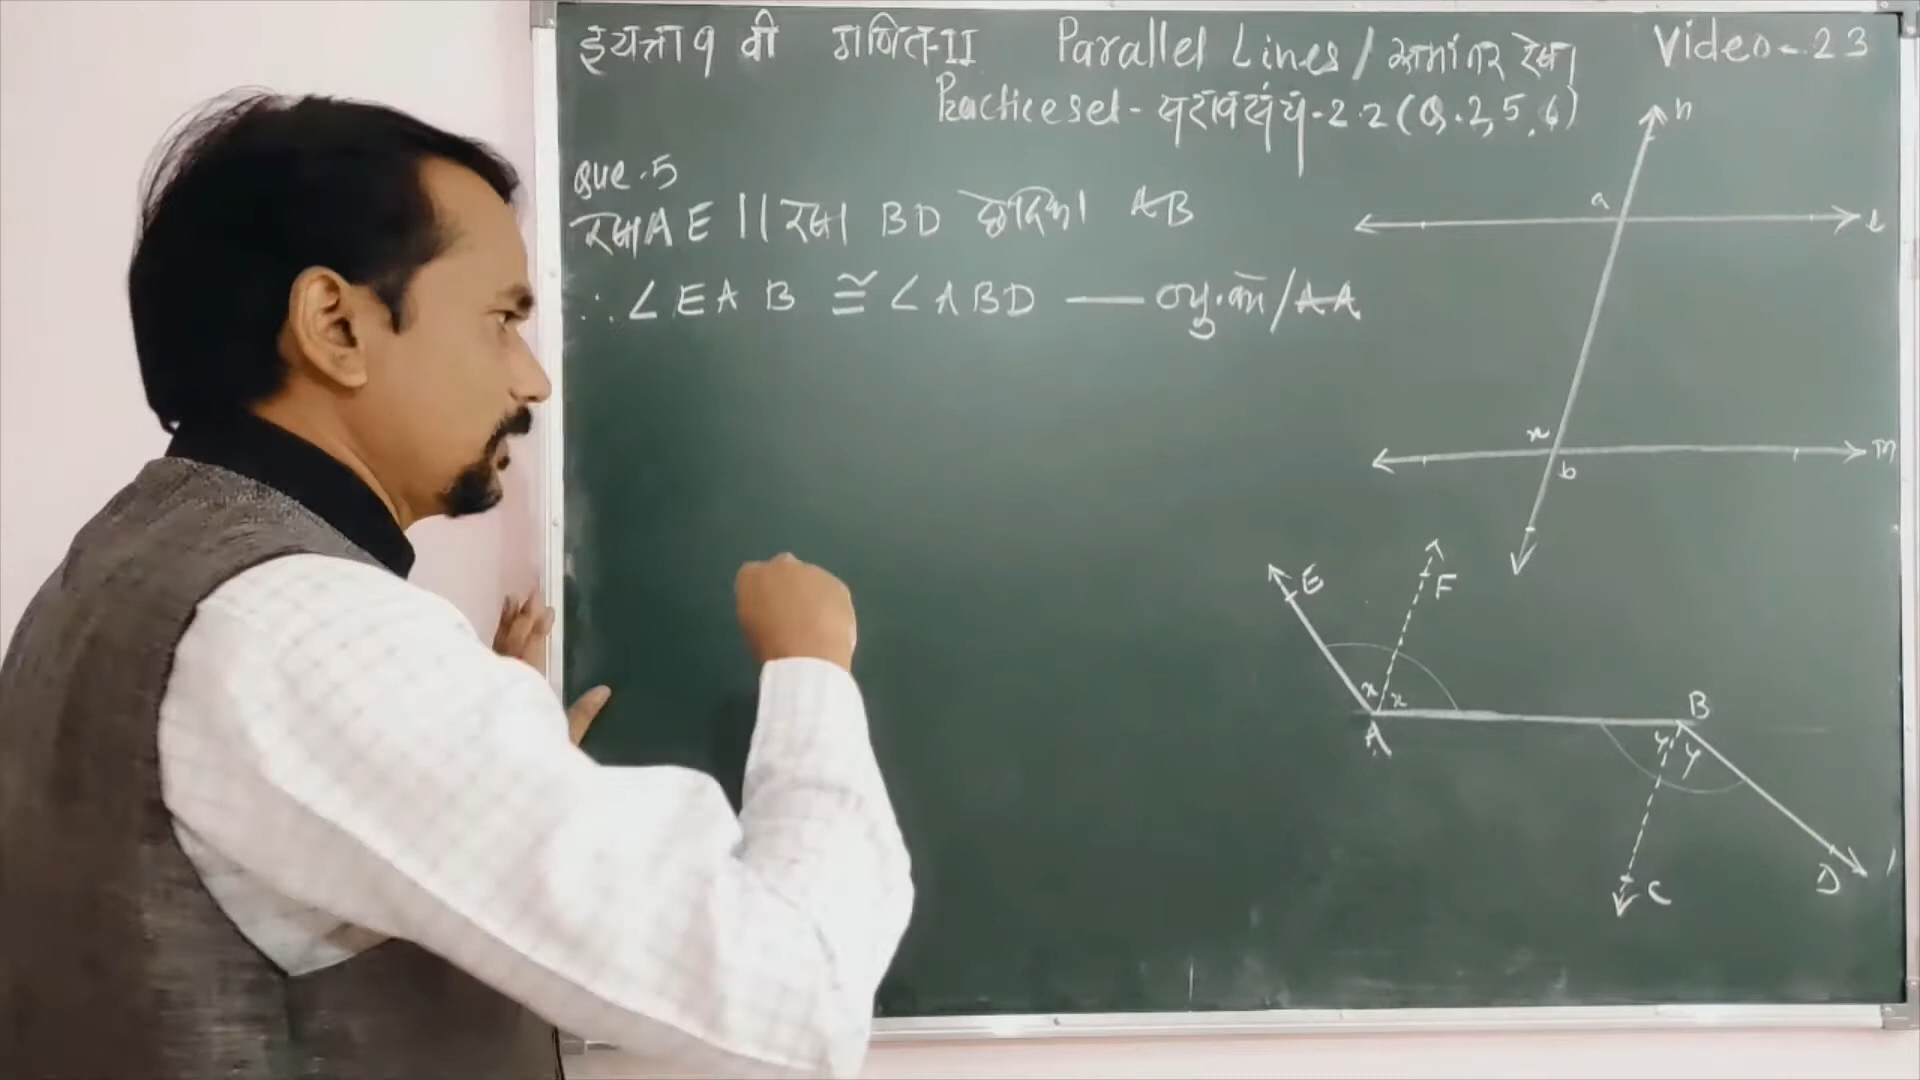 इयत्ता 9 वी गणित-II Parallel Lines / समांतर रेषा Video - 23
Practice set - सरावसंच - 2.2 (Q. 2, 5, 6)
Que. 5
रेषा AE || रेषा BD छेदिका AB
∴ ∠EAB ≅ ∠ABD — व्यु.को / AA
n
a
l
x
m
b
E
F
x x
A
B
y y
C
D